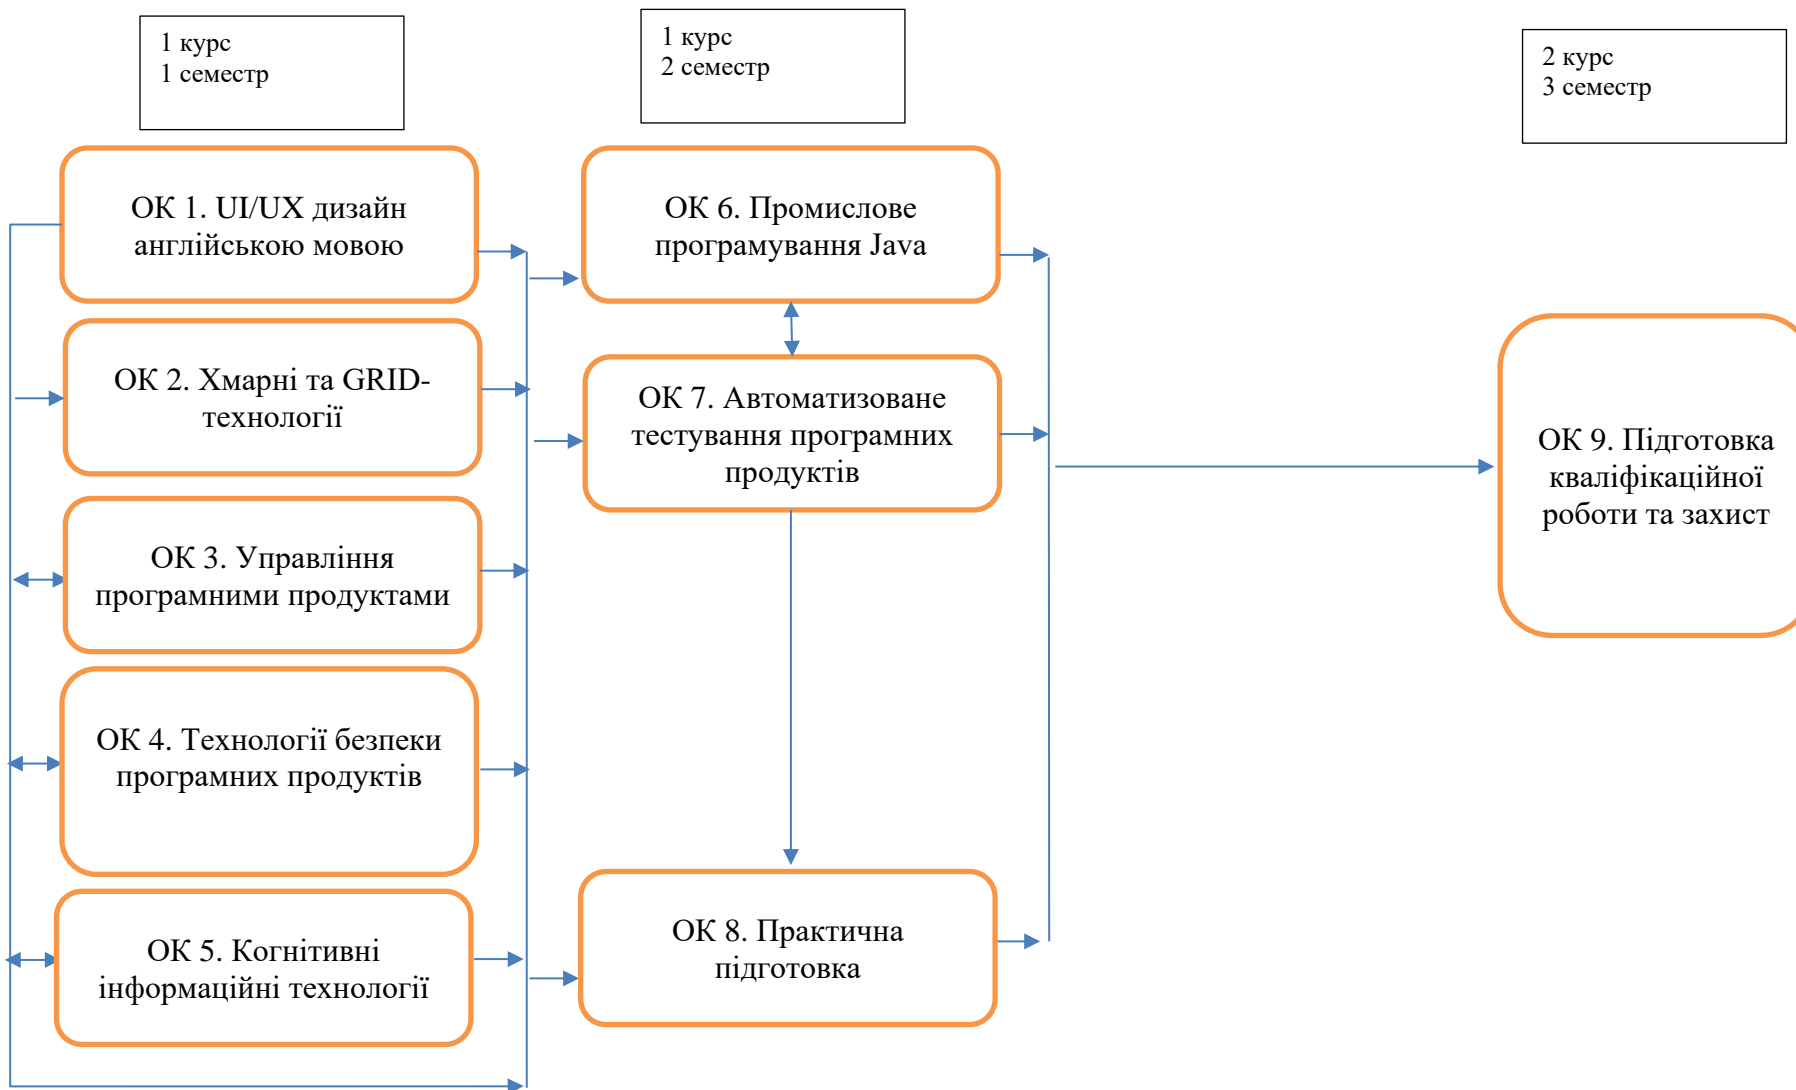 1 курс
1 семестр
1 курс
2 семестр
2 курс
3 семестр
ОК 1. UI/UX дизайн
англійською мовою
ОК 2. Хмарні та GRID-
технології
ОК 3. Управління
програмними продуктами
ОК 4. Технології безпеки
програмних продуктів
ОК 5. Когнітивні
інформаційні технології
ОК 6. Промислове
програмування Java
ОК 7. Автоматизоване
тестування програмних
продуктів
ОК 8. Практична
підготовка
ОК 9. Підготовка
кваліфікаційної
роботи та захист